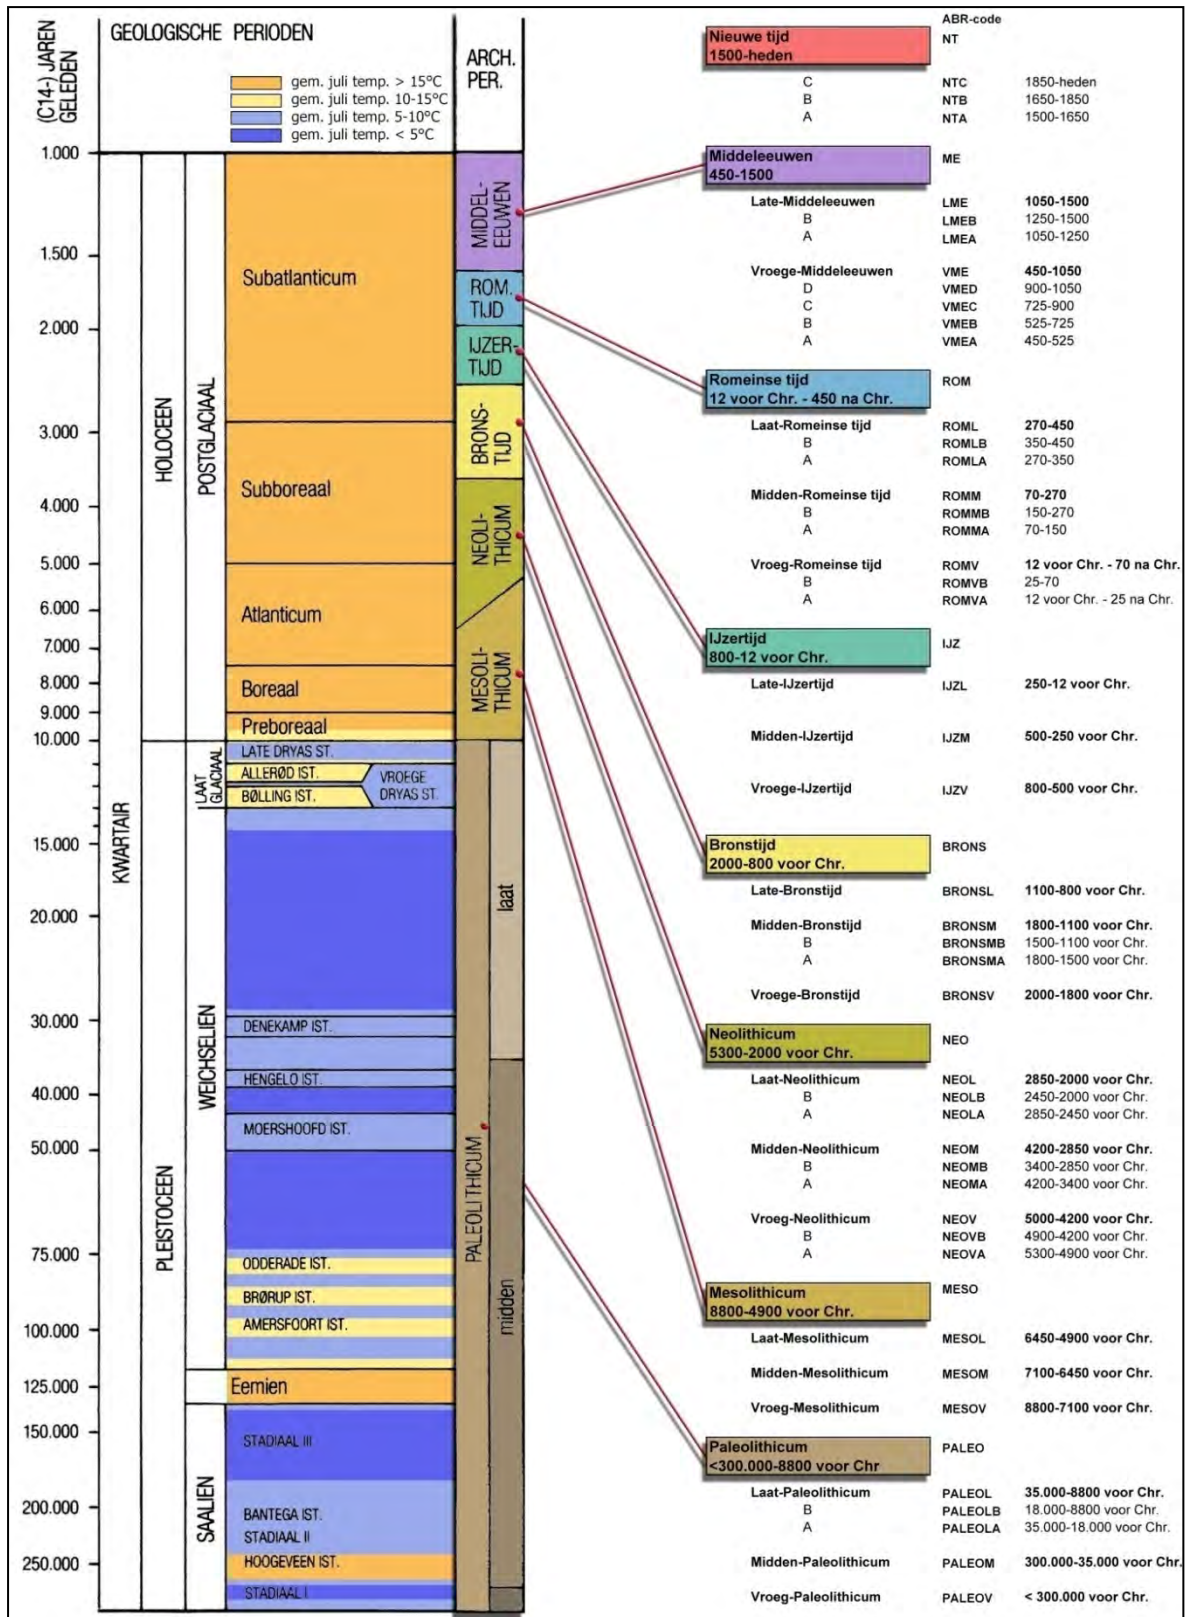 GEOLOGISCHE PERIODEN
(C14-) JAREN GELEDEN
gem. juli temp. > 15°C
gem. juli temp. 10-15°C
gem. juli temp. 5-10°C
gem. juli temp. < 5°C
ARCH.
PER.
1.000
1.500
2.000
3.000
4.000
5.000
6.000
7.000
8.000
9.000
10.000
15.000
20.000
30.000
40.000
50.000
75.000
100.000
125.000
150.000
200.000
250.000
KWARTAIR
HOLOCEEN
PLEISTOCEEN
POSTGLACIAAL
LAAT
GLACIAAL
WEICHSELIEN
SAALIEN
Subatlanticum
Subboreaal
Atlanticum
Boreaal
Preboreaal
LATE DRYAS ST.
ALLERØD IST.
VROEGE
DRYAS ST.
BØLLING IST.
DENEKAMP IST.
HENGELO IST.
MOERSHOOFD IST.
ODDERADE IST.
BRØRUP IST.
AMERSFOORT IST.
Eemien
STADIAAL III
BANTEGA IST.
STADIAAL II
HOOGEVEEN IST.
STADIAAL I
MIDDEL-
EEUWEN
ROM.
TIJD
IJZER-
TIJD
BRONS-
TIJD
NEOLI-
THICUM
MESOLI-
THICUM
PALEOLITHICUM
laat
midden
ABR-code
Nieuwe tijd NT
1500-heden
C NTC 1850-heden
B NTB 1650-1850
A NTA 1500-1650
Middeleeuwen ME
450-1500
Late-Middeleeuwen LME 1050-1500
B LMEB 1250-1500
A LMEA 1050-1250
Vroege-Middeleeuwen VME 450-1050
D VMED 900-1050
C VMEC 725-900
B VMEB 525-725
A VMEA 450-525
Romeinse tijd ROM
12 voor Chr. - 450 na Chr.
Laat-Romeinse tijd ROML 270-450
B ROMLB 350-450
A ROMLA 270-350
Midden-Romeinse tijd ROMM 70-270
B ROMMB 150-270
A ROMMA 70-150
Vroeg-Romeinse tijd ROMV 12 voor Chr. - 70 na Chr.
B ROMVB 25-70
A ROMVA 12 voor Chr. - 25 na Chr.
IJzertijd IJZ
800-12 voor Chr.
Late-IJzertijd IJZL 250-12 voor Chr.
Midden-IJzertijd IJZM 500-250 voor Chr.
Vroege-IJzertijd IJZV 800-500 voor Chr.
Bronstijd BRONS
2000-800 voor Chr.
Late-Bronstijd BRONSL 1100-800 voor Chr.
Midden-Bronstijd BRONSM 1800-1100 voor Chr.
B BRONSMB 1500-1100 voor Chr.
A BRONSMA 1800-1500 voor Chr.
Vroege-Bronstijd BRONSV 2000-1800 voor Chr.
Neolithicum NEO
5300-2000 voor Chr.
Laat-Neolithicum NEOL 2850-2000 voor Chr.
B NEOLB 2450-2000 voor Chr.
A NEOLA 2850-2450 voor Chr.
Midden-Neolithicum NEOM 4200-2850 voor Chr.
B NEOMB 3400-2850 voor Chr.
A NEOMA 4200-3400 voor Chr.
Vroeg-Neolithicum NEOV 5000-4200 voor Chr.
B NEOVB 4900-4200 voor Chr.
A NEOVA 5300-4900 voor Chr.
Mesolithicum MESO
8800-4900 voor Chr.
Laat-Mesolithicum MESOL 6450-4900 voor Chr.
Midden-Mesolithicum MESOM 7100-6450 voor Chr.
Vroeg-Mesolithicum MESOV 8800-7100 voor Chr.
Paleolithicum PALEO
<300.000-8800 voor Chr
Laat-Paleolithicum PALEOL 35.000-8800 voor Chr.
B PALEOLB 18.000-8800 voor Chr.
A PALEOLA 35.000-18.000 voor Chr.
Midden-Paleolithicum PALEOM 300.000-35.000 voor Chr.
Vroeg-Paleolithicum PALEOV < 300.000 voor Chr.